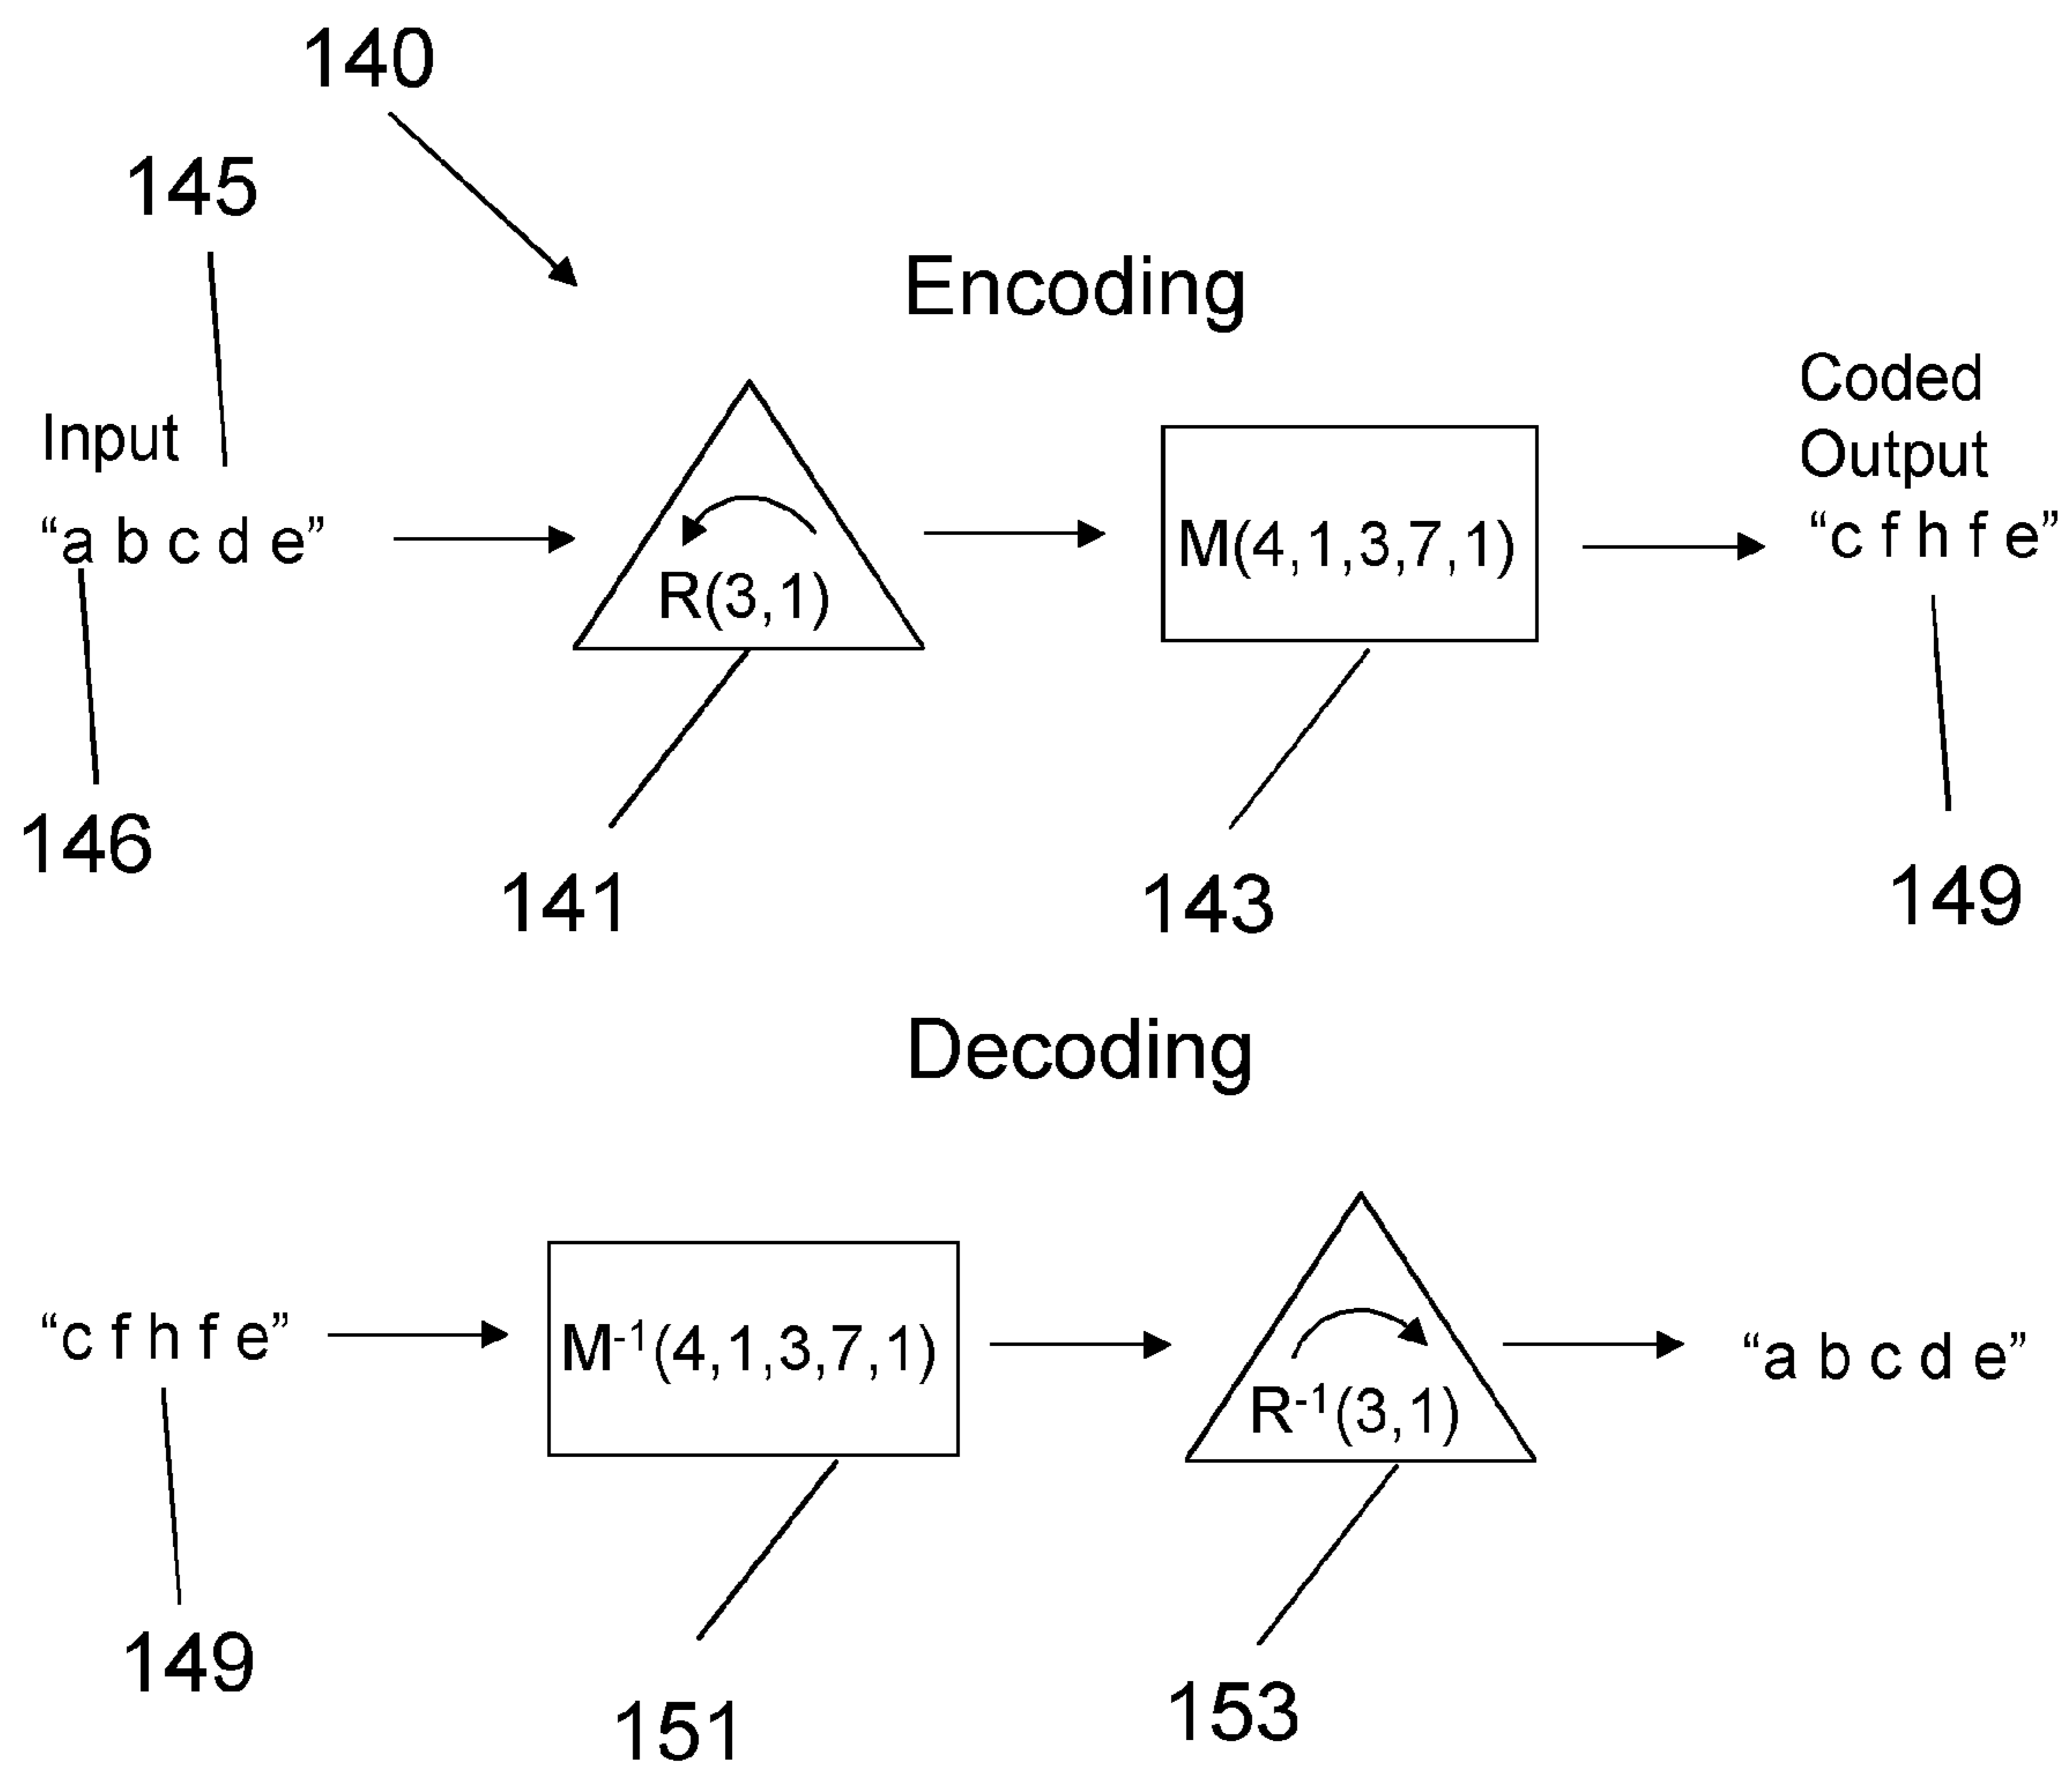 140
145
Encoding
Input
Coded
Output
“a b c d e”
R(3,1)
M(4,1,3,7,1)
“c f h f e”
146
141
143
149
Decoding
“c f h f e”
M-1(4,1,3,7,1)
R-1(3,1)
“a b c d e”
149
151
153